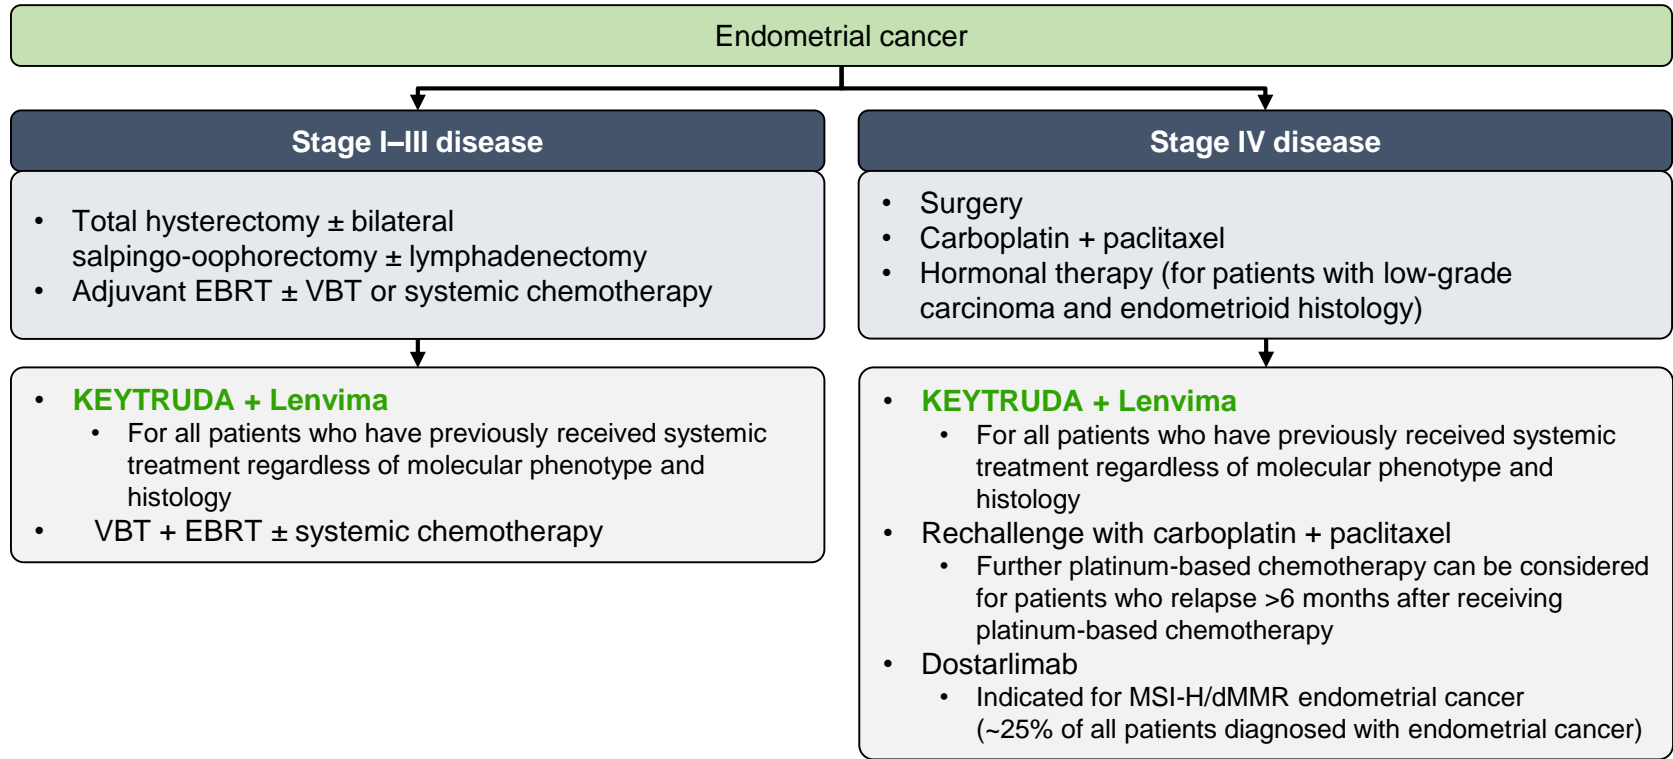 Endometrial cancer
Stage I–III disease
• Total hysterectomy ± bilateral
salpingo-oophorectomy ± lymphadenectomy
• Adjuvant EBRT ± VBT or systemic chemotherapy
• KEYTRUDA + Lenvima
• For all patients who have previously received systemic
treatment regardless of molecular phenotype and
histology
• VBT + EBRT ± systemic chemotherapy
Stage IV disease
• Surgery
• Carboplatin + paclitaxel
• Hormonal therapy (for patients with low-grade
carcinoma and endometrioid histology)
• KEYTRUDA + Lenvima
• For all patients who have previously received systemic
treatment regardless of molecular phenotype and
histology
• Rechallenge with carboplatin + paclitaxel
• Further platinum-based chemotherapy can be considered
for patients who relapse >6 months after receiving
platinum-based chemotherapy
• Dostarlimab
• Indicated for MSI-H/dMMR endometrial cancer
(~25% of all patients diagnosed with endometrial cancer)